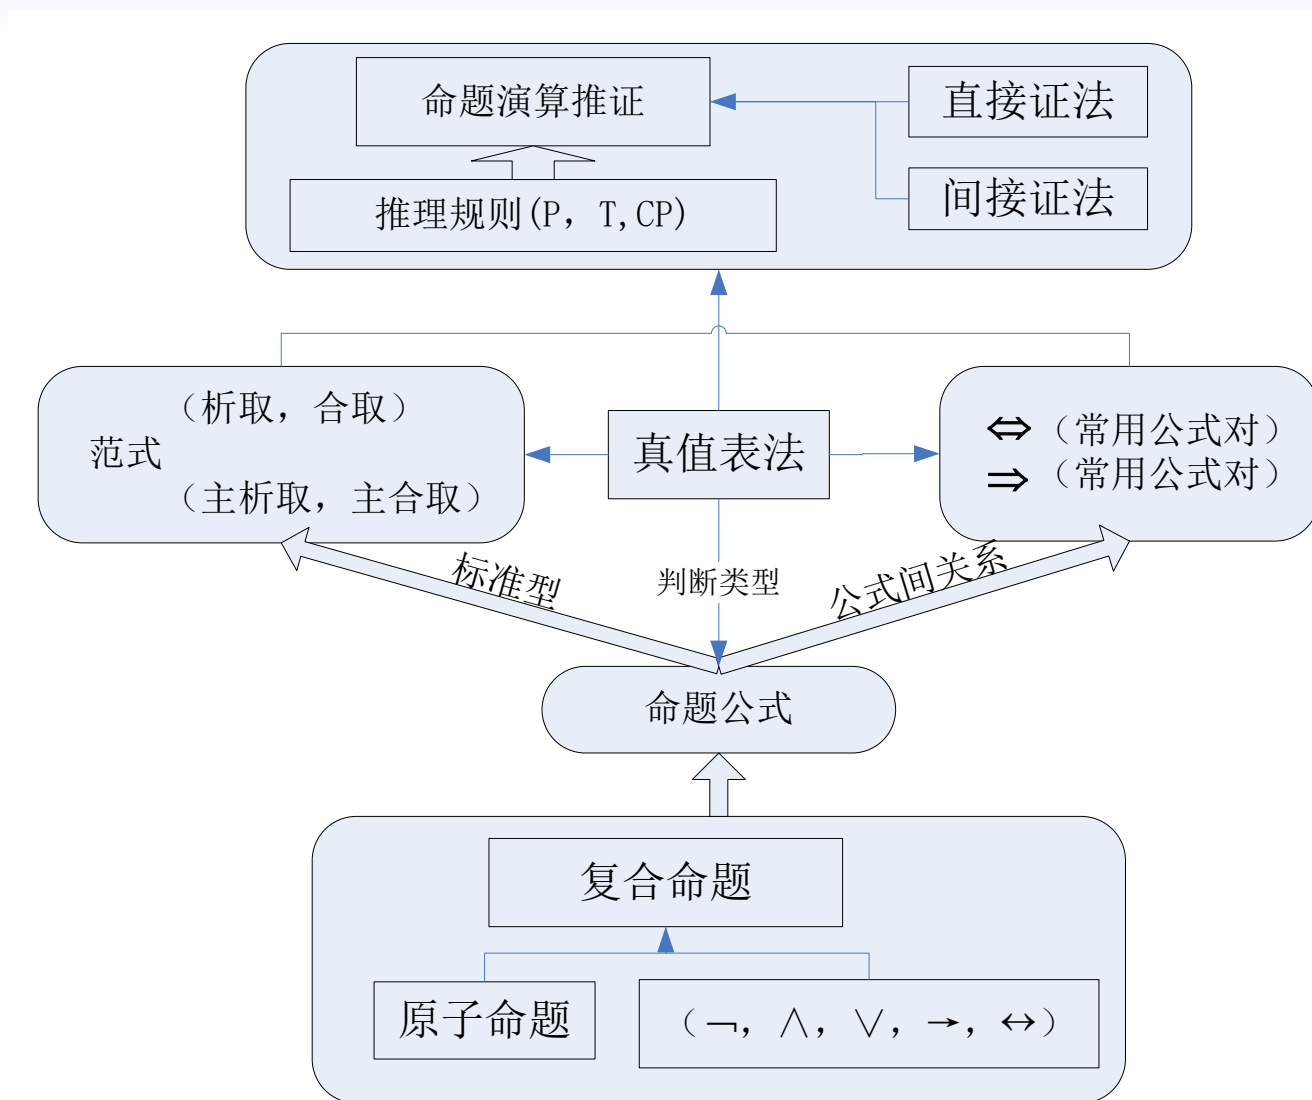 命题演算推证
直接证法
推理规则(P，T,CP)
间接证法
（析取，合取）
范式
（主析取，主合取）
真值表法
⇔（常用公式对）
⇒（常用公式对）
标准型
判断类型
公式间关系
命题公式
复合命题
原子命题
（¬，∧，∨，→，↔）